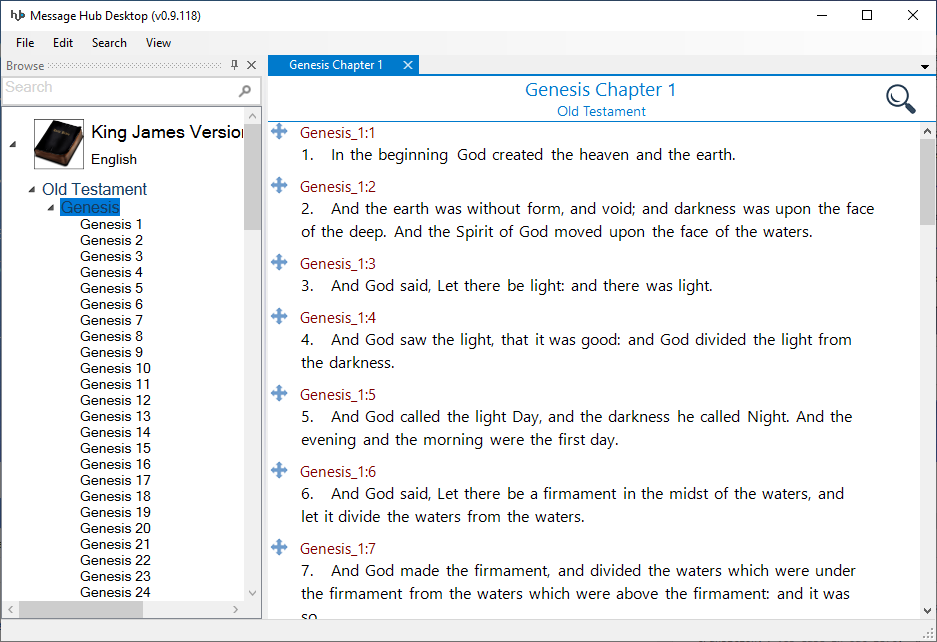 Message Hub Desktop (v0.9.118)
File Edit Search View
Browse
Search
King James Version
English
Old Testament
Genesis
Genesis 1
Genesis 2
Genesis 3
Genesis 4
Genesis 5
Genesis 6
Genesis 7
Genesis 8
Genesis 9
Genesis 10
Genesis 11
Genesis 12
Genesis 13
Genesis 14
Genesis 15
Genesis 16
Genesis 17
Genesis 18
Genesis 19
Genesis 20
Genesis 21
Genesis 22
Genesis 23
Genesis 24
Genesis Chapter 1
Genesis Chapter 1
Old Testament
Genesis_1:1
1. In the beginning God created the heaven and the earth.
Genesis_1:2
2. And the earth was without form, and void; and darkness was upon the face
of the deep. And the Spirit of God moved upon the face of the waters.
Genesis_1:3
3. And God said, Let there be light: and there was light.
Genesis_1:4
4. And God saw the light, that it was good: and God divided the light from
the darkness.
Genesis_1:5
5. And God called the light Day, and the darkness he called Night. And the
evening and the morning were the first day.
Genesis_1:6
6. And God said, Let there be a firmament in the midst of the waters, and
let it divide the waters from the waters.
Genesis_1:7
7. And God made the firmament, and divided the waters which were under
the firmament from the waters which were above the firmament: and it was
so.